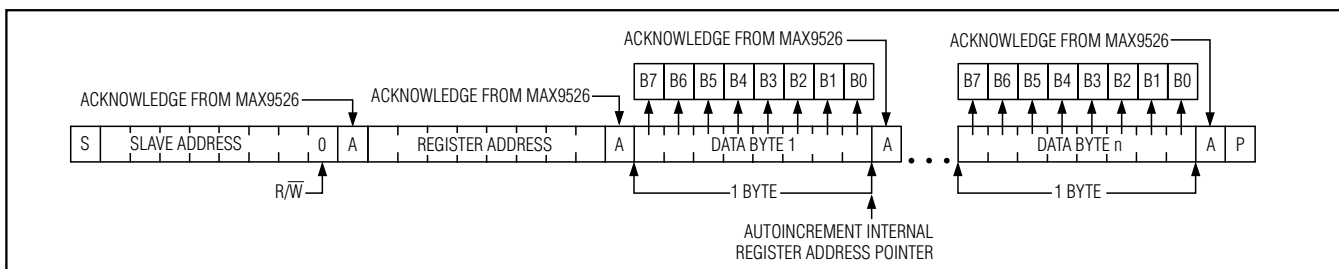 ACKNOWLEDGE FROM MAX9526 ACKNOWLEDGE FROM MAX9526
B7 B6 B5 B4 B3 B2 B1 B0 B7 B6 B5 B4 B3 B2 B1 B0
ACKNOWLEDGE FROM MAX9526 ACKNOWLEDGE FROM MAX9526
S SLAVE ADDRESS 0 A REGISTER ADDRESS A DATA BYTE 1 A ... DATA BYTE n A P
R/W̅ 1 BYTE 1 BYTE
AUTOINCREMENT INTERNAL
REGISTER ADDRESS POINTER